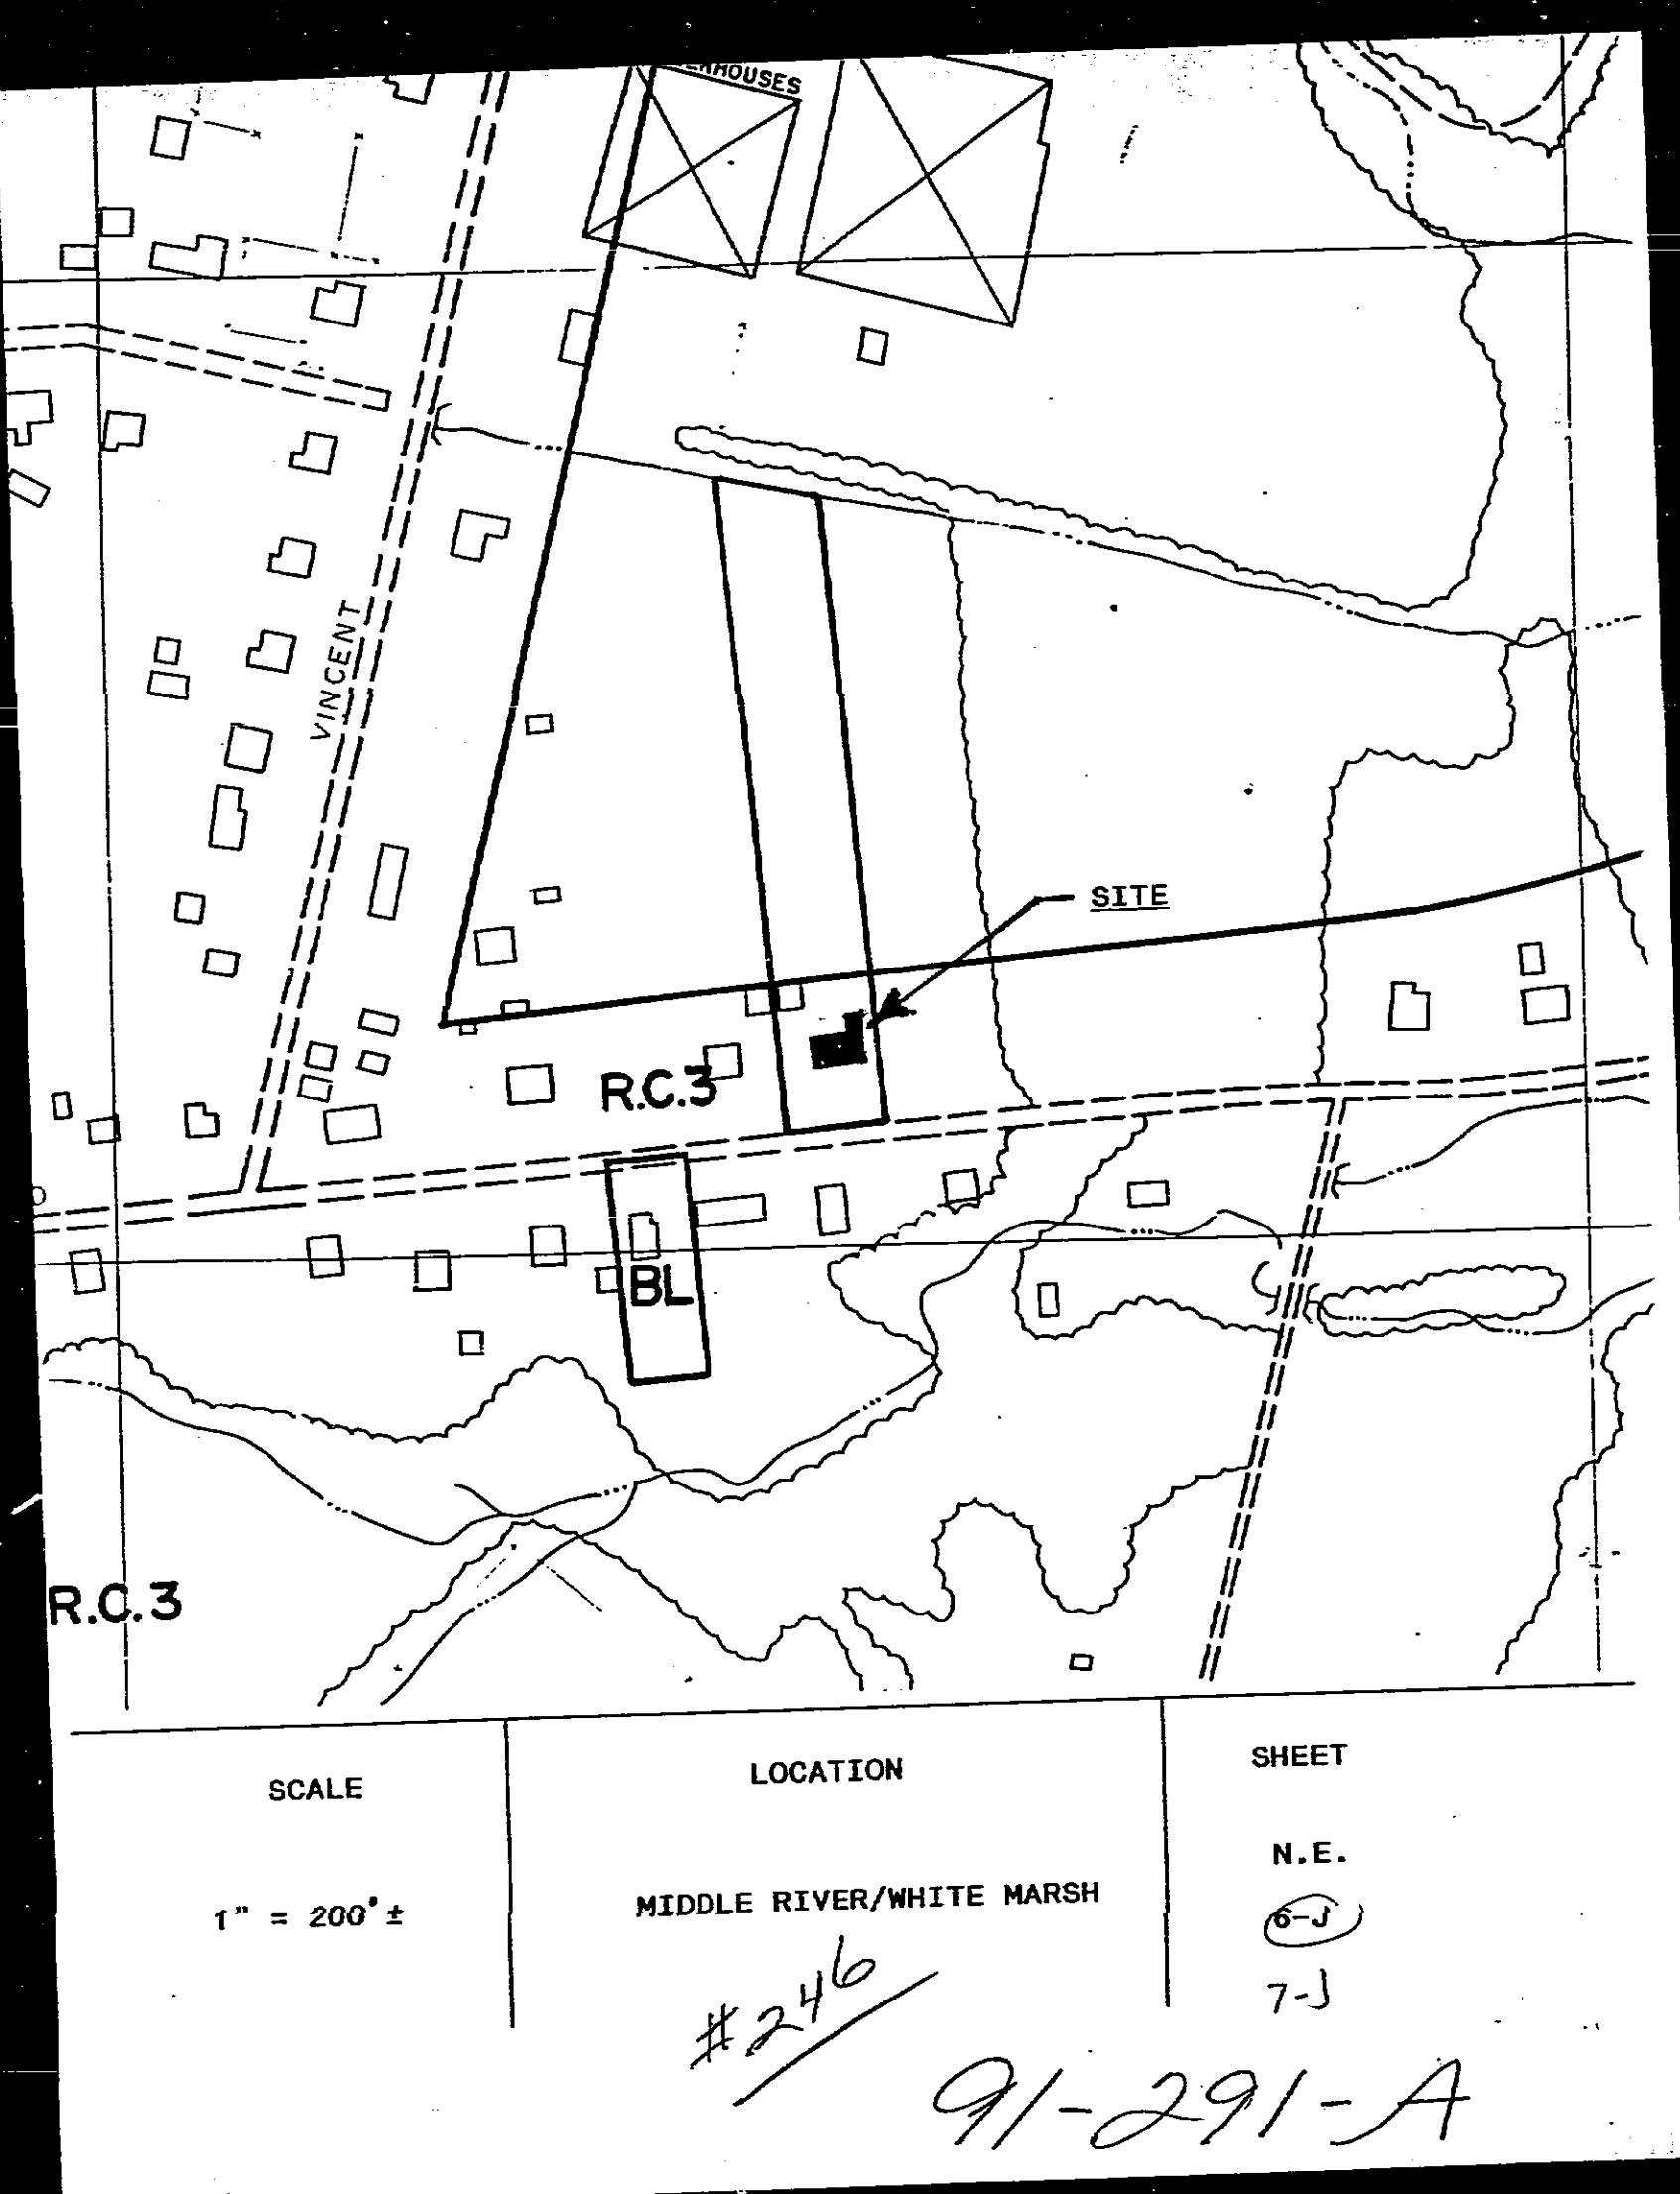 VINCENT
SITE
R.C.3
BL
R.C.3
SCALE
1" = 200'±
LOCATION
MIDDLE RIVER/WHITE MARSH
SHEET
N.E.
6-J
7-J
#246
91-291-A